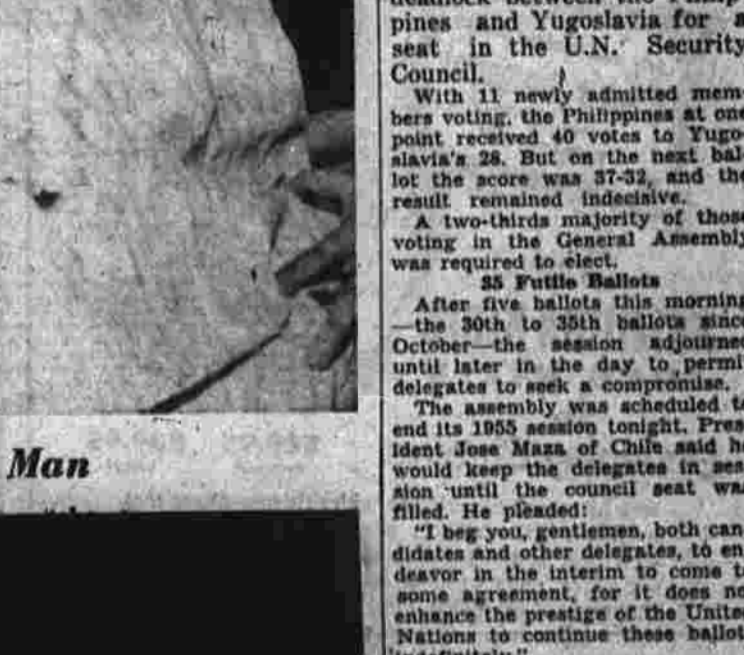 pines and Yugoslavia for a
seat in the U.N. Security
Council.
With 11 newly admitted mem-
bers voting, the Philippines at one
point received 40 votes to Yugo-
slavia's 28. But on the next bal-
lot the score was 37-32, and the
result remained indecisive.
A two-thirds majority of those
voting in the General Assembly
was required to elect.
35 Futile Ballots
After five ballots this morning
—the 30th to 35th ballots since
October—the session adjourned
until later in the day to permi
delegates to seek a compromise.
The assembly was scheduled t
end its 1955 session tonight. Pres
ident Jose Maza of Chile said h
would keep the delegates in ses
sion until the council seat was
filled. He pleaded:
"I beg you, gentlemen, both can
didates and other delegates, to en
deavor in the interim to come t
some agreement, for it does no
enhance the prestige of the Unite
Nations to continue these ballot
Man